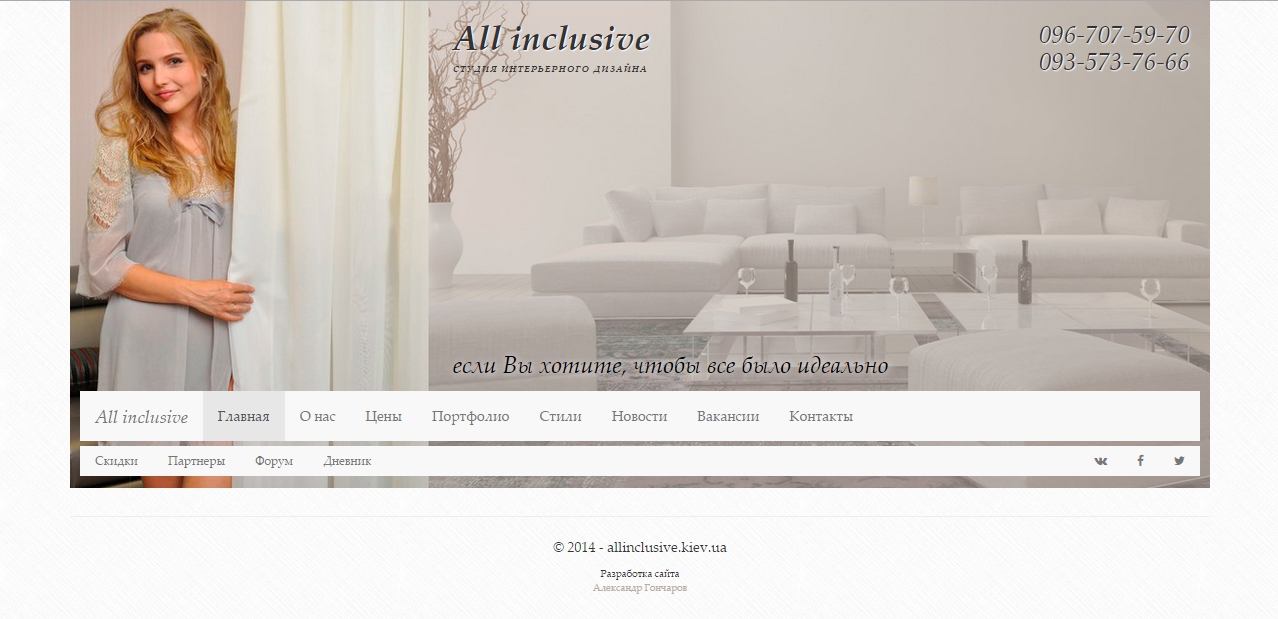 All inclusive
СТУДИЯ ИНТЕРЬЕРНОГО ДИЗАЙНА
096-707-59-70
093-573-76-66
если Вы хотите, чтобы все было идеально
All inclusive Главная О нас Цены Портфолио Стили Новости Вакансии Контакты
Скидки Партнеры Форум Дневник
© 2014 - allinclusive.kiev.ua
Разработка сайта
Александр Гончаров